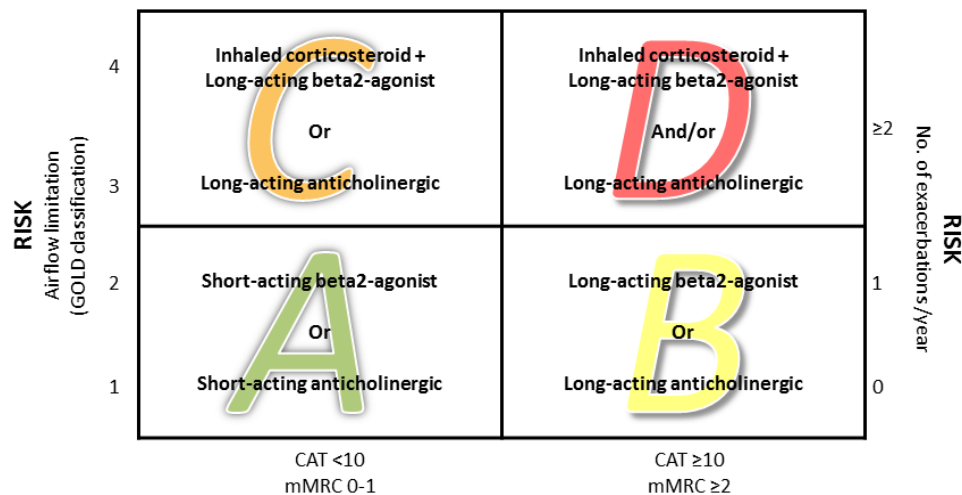 4
3
2
1
RISK
Airflow limitation
(GOLD classification)
C
Inhaled corticosteroid +
Long-acting beta2-agonist
Or
Long-acting anticholinergic
D
Inhaled corticosteroid +
Long-acting beta2-agonist
And/or
Long-acting anticholinergic
A
Short-acting beta2-agonist
Or
Short-acting anticholinergic
B
Long-acting beta2-agonist
Or
Long-acting anticholinergic
≥2
1
0
No. of exacerbations /year
RISK
CAT <10
mMRC 0-1
CAT ≥10
mMRC ≥2